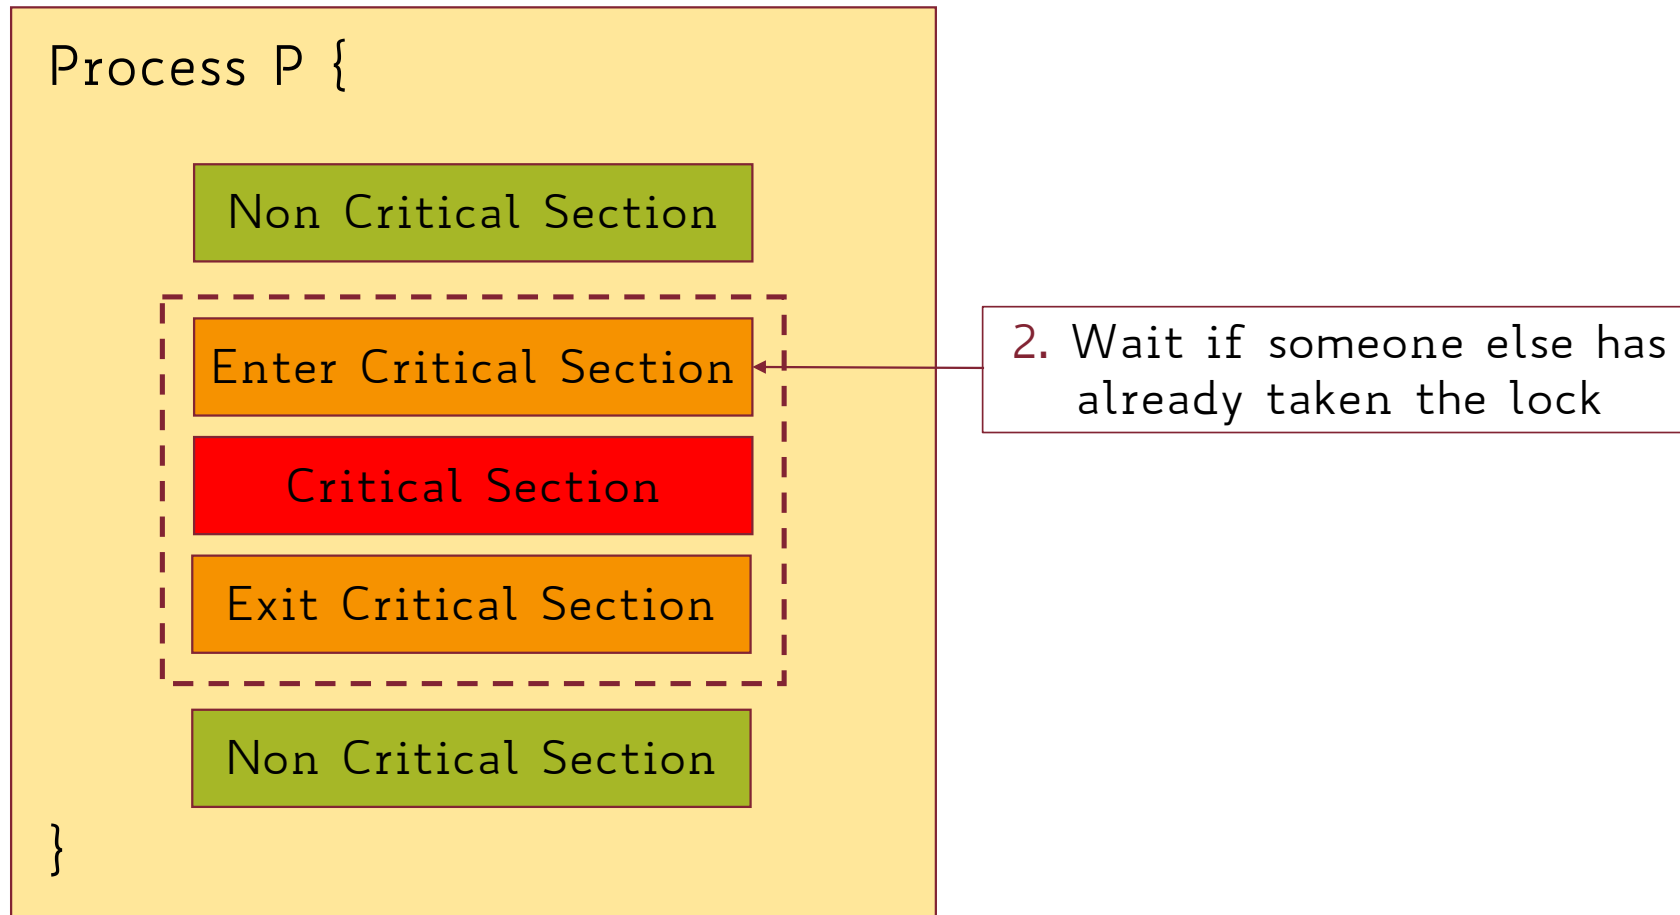 Process P {
Non Critical Section
Enter Critical Section
2. Wait if someone else has
already taken the lock
Critical Section
Exit Critical Section
Non Critical Section
}